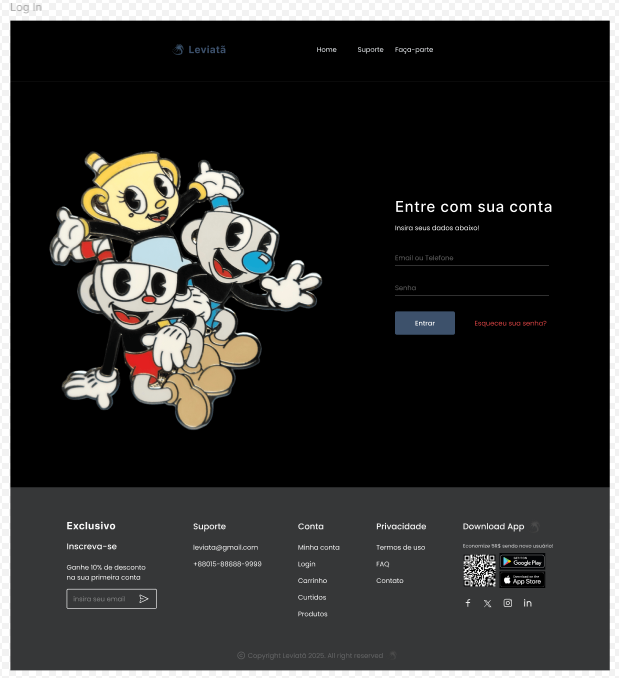 Log in
Leviatã
Home Suporte Faça-parte
Entre com sua conta
Insira seus dados abaixo!
Email ou Telefone
Senha
Entrar Esqueceu sua senha?
Exclusivo
Inscreva-se
Ganhe 10% de desconto
na sua primeira conta
insira seu email
Suporte
leviata@gmail.com
+88015-88888-9999
Conta
Minha conta
Login
Carrinho
Curtidos
Produtos
Privacidade
Termos de uso
FAQ
Contato
Download App
Economize 5R$ sendo novo usuário!
GET IT ON
Google Play
Download on the
App Store
© Copyright Leviatã 2025. All right reserved